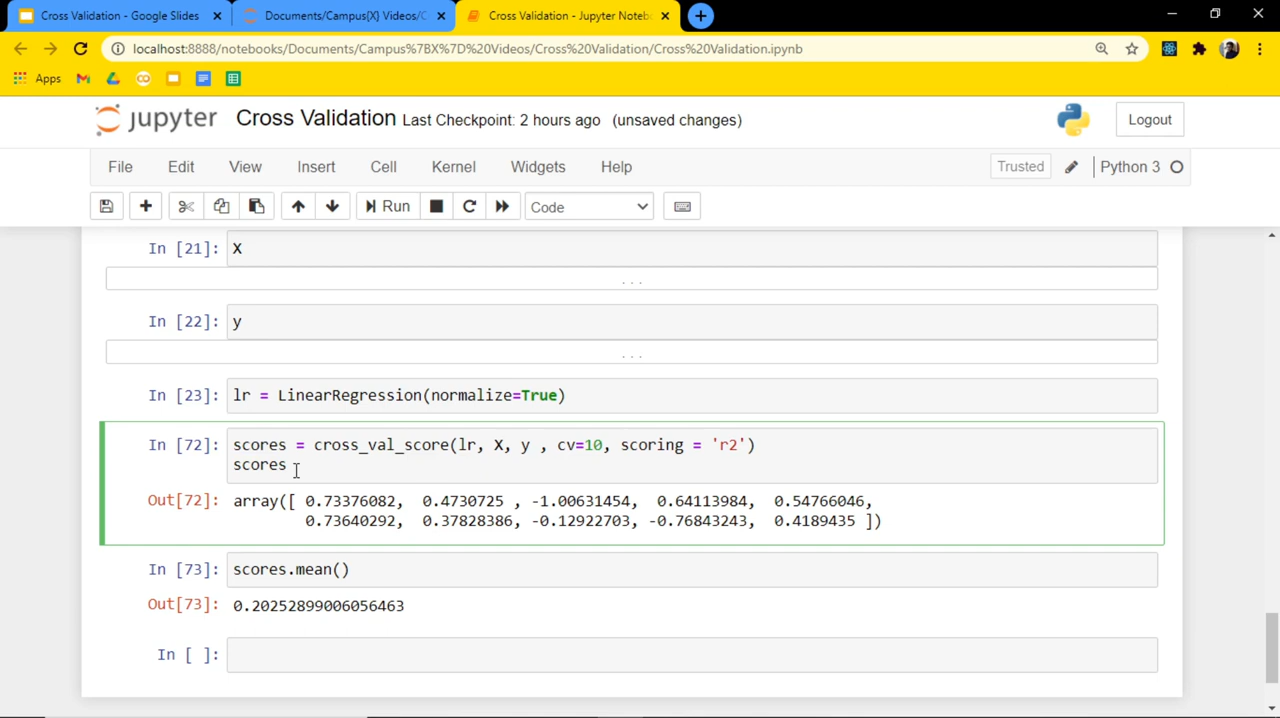 Cross Validation - Google Slides
Documents/Campus{X} Videos/C
Cross Validation - Jupyter Noteb
localhost:8888/notebooks/Documents/Campus%7BX%7D%20Videos/Cross%20Validation/Cross%20Validation.ipynb
Apps
jupyter Cross Validation Last Checkpoint: 2 hours ago (unsaved changes)
Logout
File Edit View Insert Cell Kernel Widgets Help
Trusted Python 3
Run Code
In [21]: X
...
In [22]: y
...
In [23]: lr = LinearRegression(normalize=True)
In [72]: scores = cross_val_score(lr, X, y , cv=10, scoring = 'r2')
scores
Out[72]: array([ 0.73376082, 0.4730725 , -1.00631454, 0.64113984, 0.54766046,
0.73640292, 0.37828386, -0.12922703, -0.76843243, 0.4189435 ])
In [73]: scores.mean()
Out[73]: 0.20252899006056463
In [ ]: